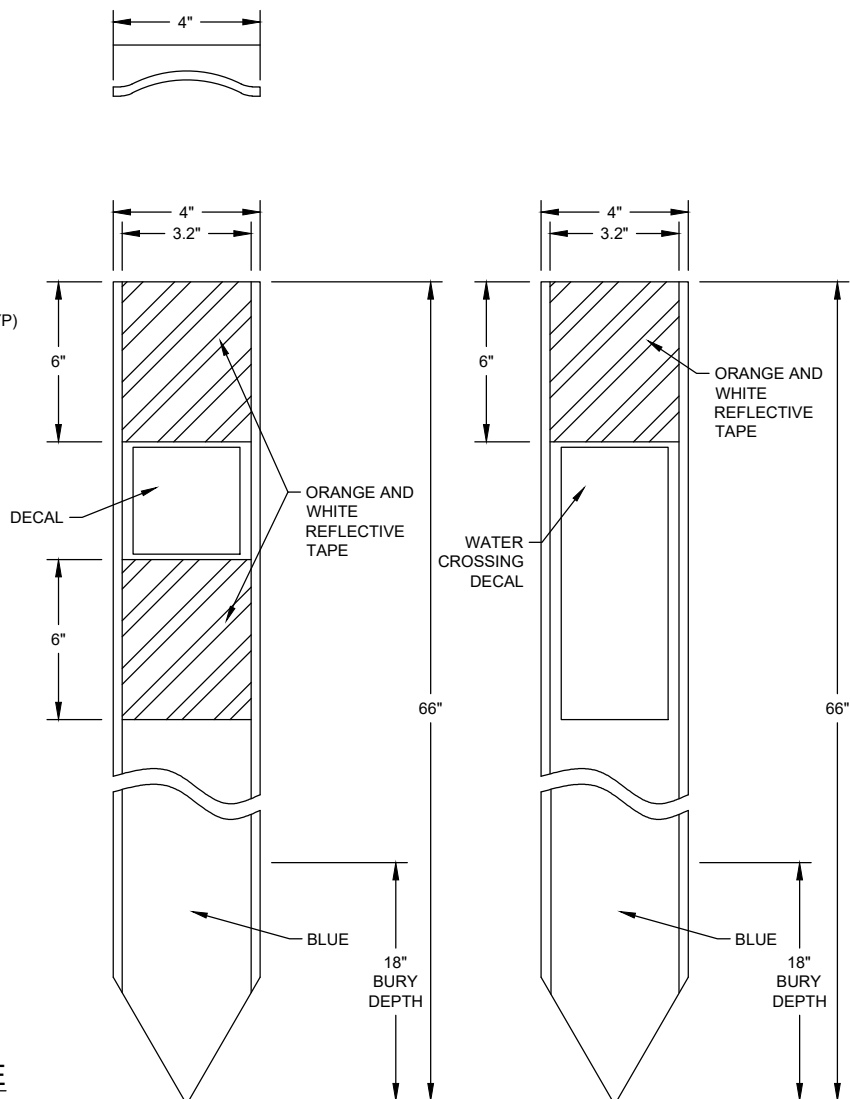 4"
4"
3.2"
4"
3.2"
6"
6"
ORANGE AND
WHITE
REFLECTIVE
TAPE
DECAL
ORANGE AND
WHITE
REFLECTIVE
TAPE
WATER
CROSSING
DECAL
6"
66"
66"
BLUE
18"
BURY
DEPTH
BLUE
18"
BURY
DEPTH